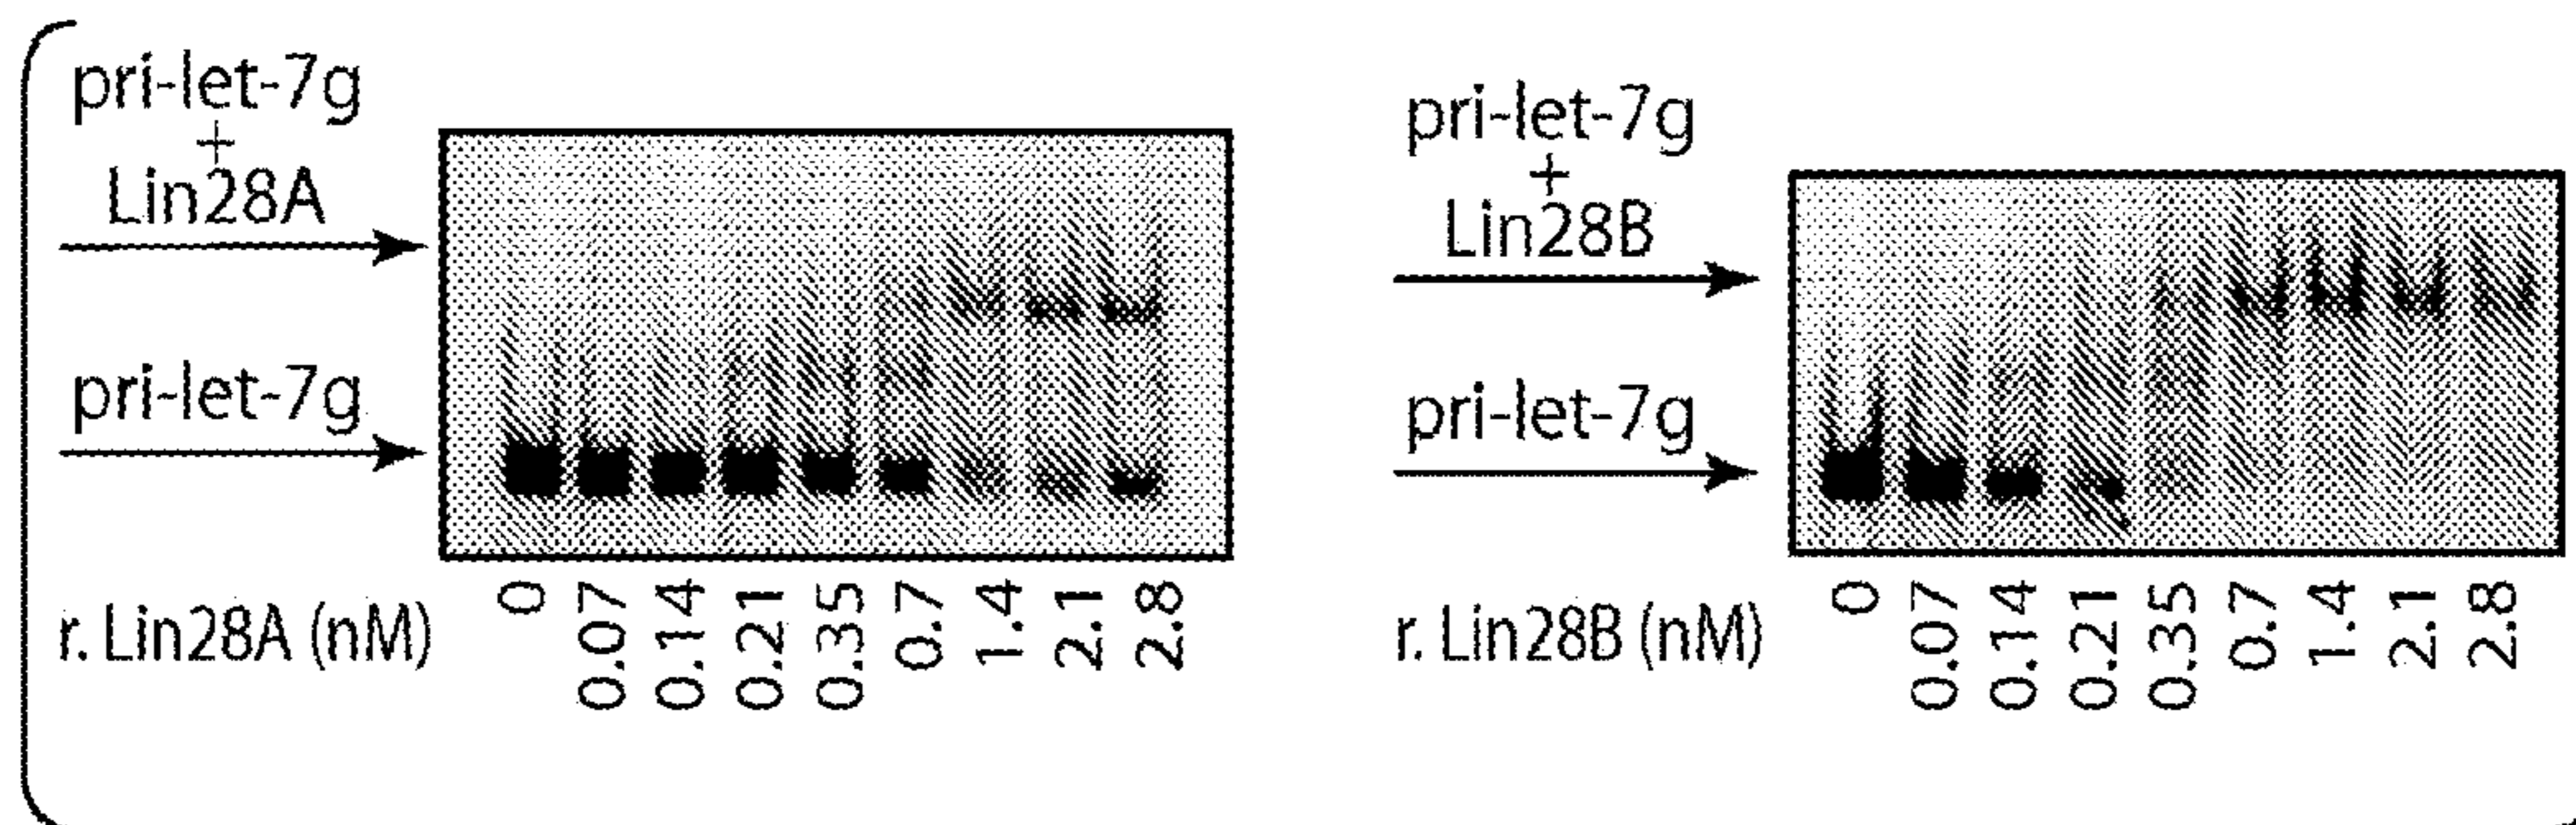 pri-let-7g
+
Lin28A
pri-let-7g
r. Lin28A (nM)
0 0.07 0.14 0.21 0.35 0.7 1.4 2.1 2.8
pri-let-7g
+
Lin28B
pri-let-7g
r. Lin28B (nM)
0 0.07 0.14 0.21 0.35 0.7 1.4 2.1 2.8